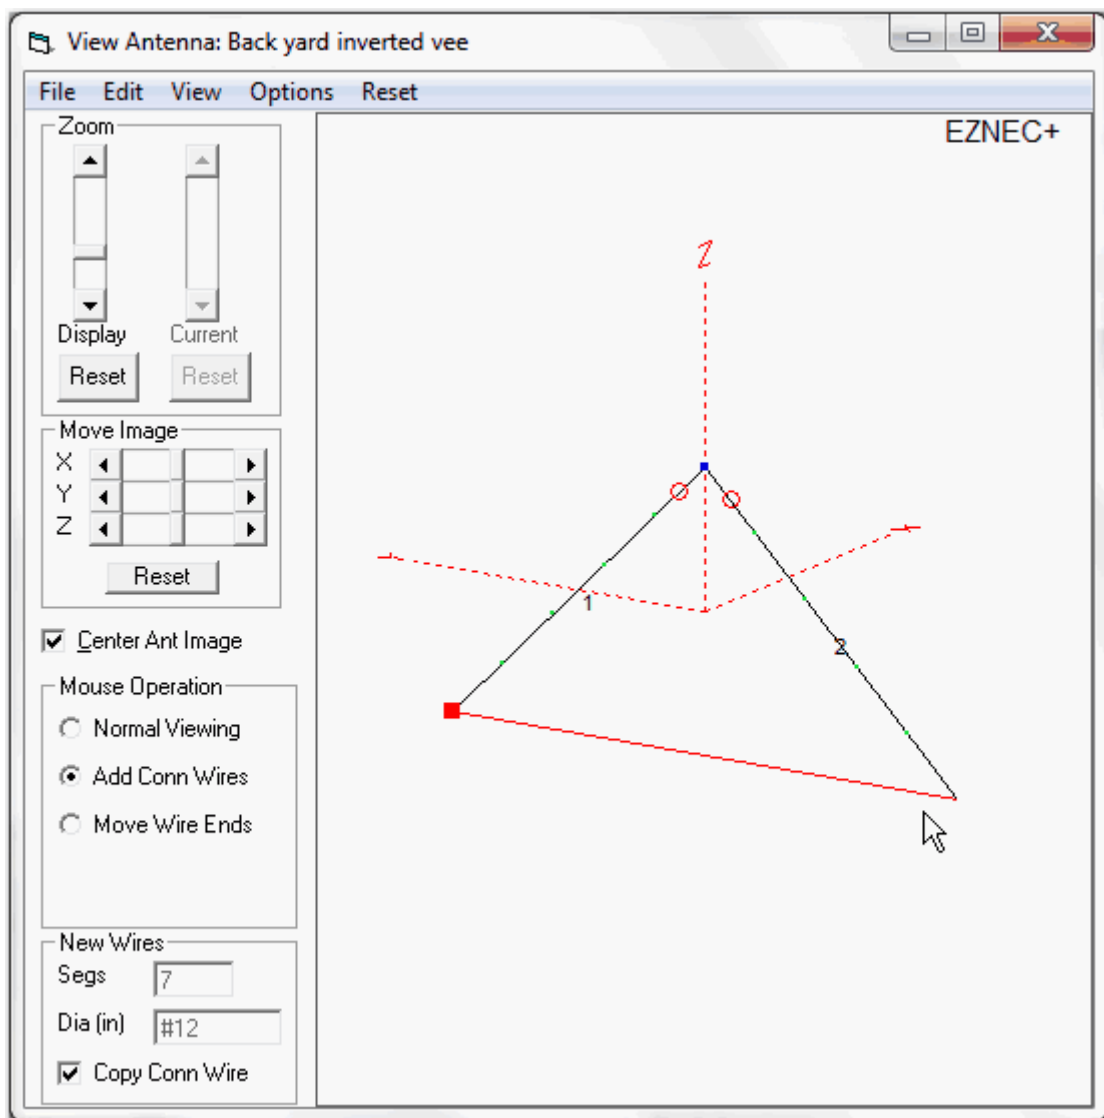 View Antenna: Back yard inverted vee
File Edit View Options Reset
EZNEC+
Zoom
Display Current
Reset Reset
Move Image
X
Y
Z
Reset
Center Ant Image
Mouse Operation
Normal Viewing
Add Conn Wires
Move Wire Ends
New Wires
Segs 7
Dia (in) #12
Copy Conn Wire
Z
1
2